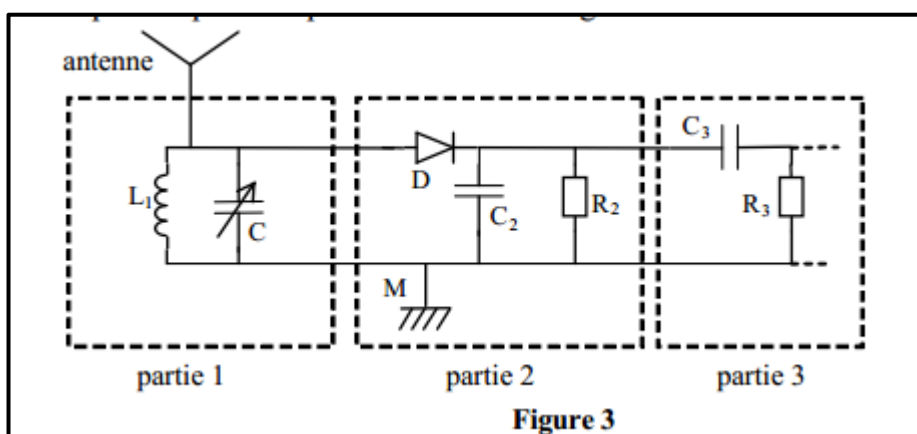 antenne
L₁
C
D
C₂
R₂
C₃
R₃
M
partie 1
partie 2
partie 3
Figure 3